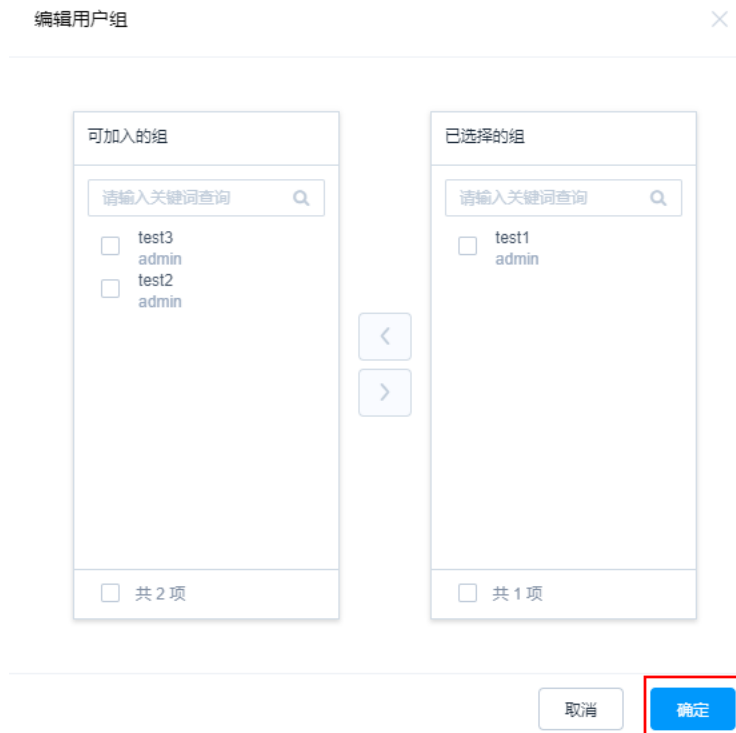 编辑用户组
可加入的组
请输入关键词查询
test3
admin
test2
admin
共 2 项
已选择的组
请输入关键词查询
test1
admin
共 1 项
取消
确定